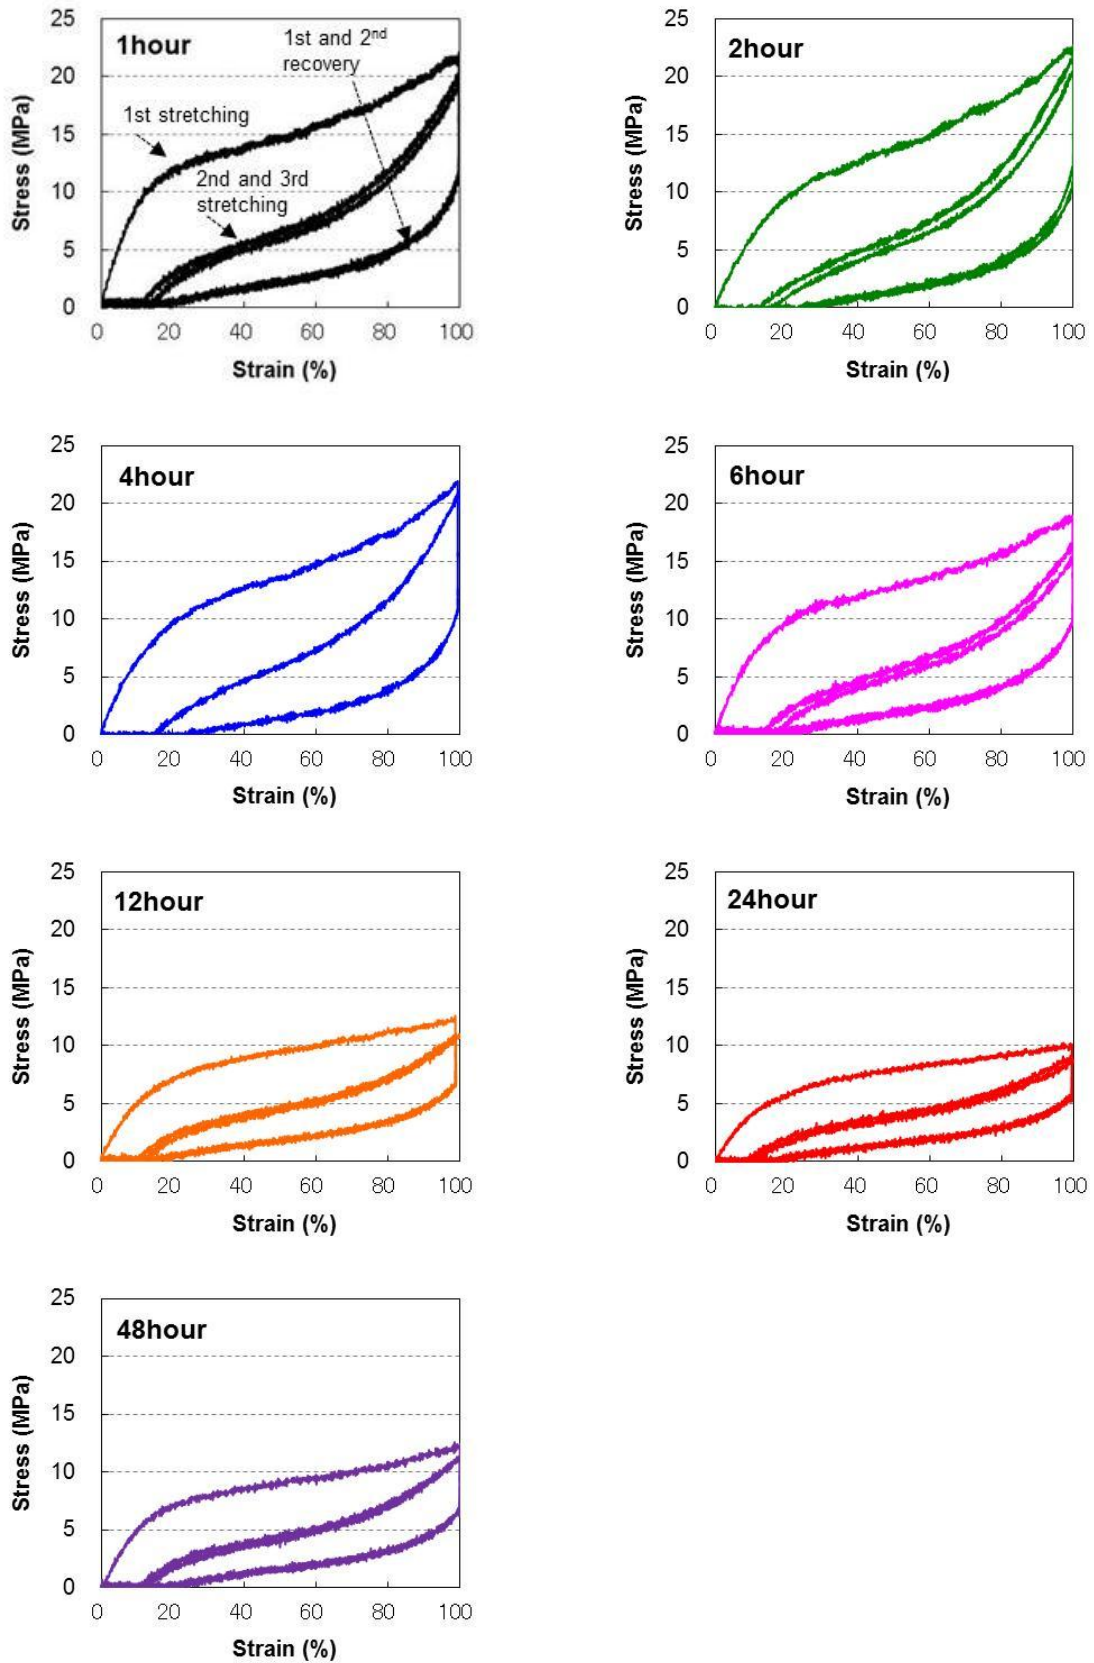 25
20
15
10
5
0
Stress (MPa)
1hour
1st and 2nd
recovery
1st stretching
2nd and 3rd
stretching
0 20 40 60 80 100
Strain (%)
25
20
15
10
5
0
Stress (MPa)
2hour
0 20 40 60 80 100
Strain (%)
25
20
15
10
5
0
Stress (MPa)
4hour
0 20 40 60 80 100
Strain (%)
25
20
15
10
5
0
Stress (MPa)
6hour
0 20 40 60 80 100
Strain (%)
25
20
15
10
5
0
Stress (MPa)
12hour
0 20 40 60 80 100
Strain (%)
25
20
15
10
5
0
Stress (MPa)
24hour
0 20 40 60 80 100
Strain (%)
25
20
15
10
5
0
Stress (MPa)
48hour
0 20 40 60 80 100
Strain (%)